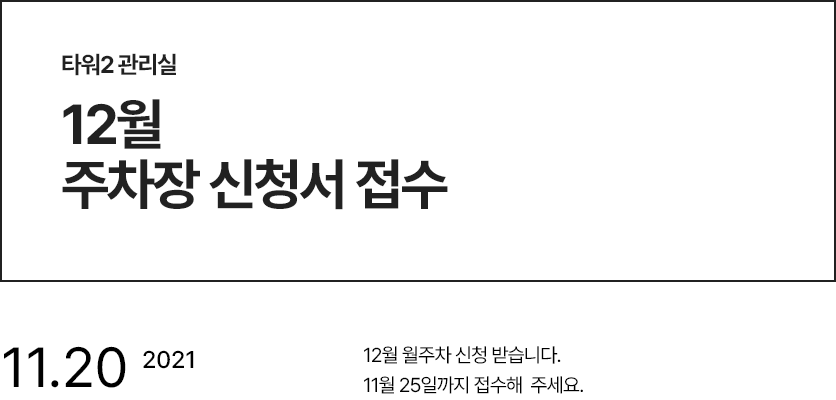 타워2 관리실
12월
주차장 신청서 접수
11.20 2021
12월 월주차 신청 받습니다.
11월 25일까지 접수해 주세요.